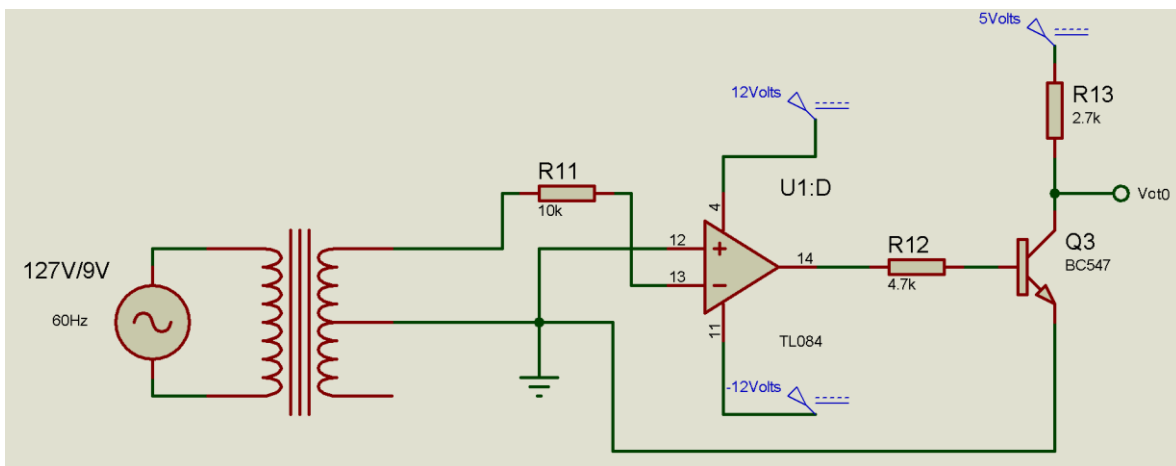 5Volts
R13
2.7k
12Volts
R11
10k
U1:D
4
Vct0
127V/9V
60Hz
12
+
13
−
14
R12
4.7k
Q3
BC547
11
TL084
-12Volts